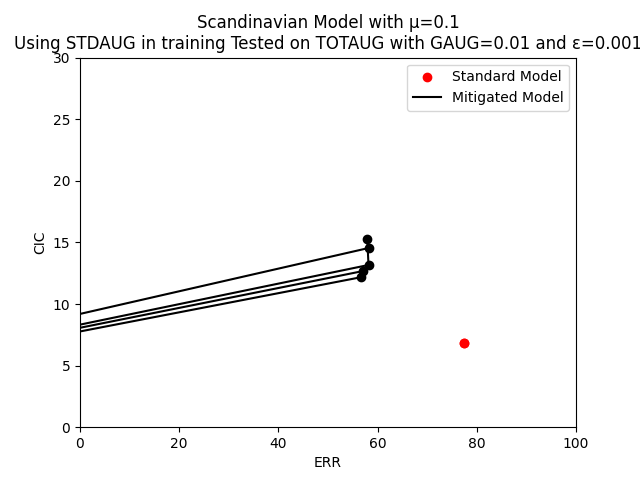 Scandinavian Model with μ=0.1
Using STDAUG in training Tested on TOTAUG with GAUG=0.01 and ε=0.001
Standard Model
Mitigated Model
CIC
30
25
20
15
10
5
0
0 20 40 60 80 100
ERR